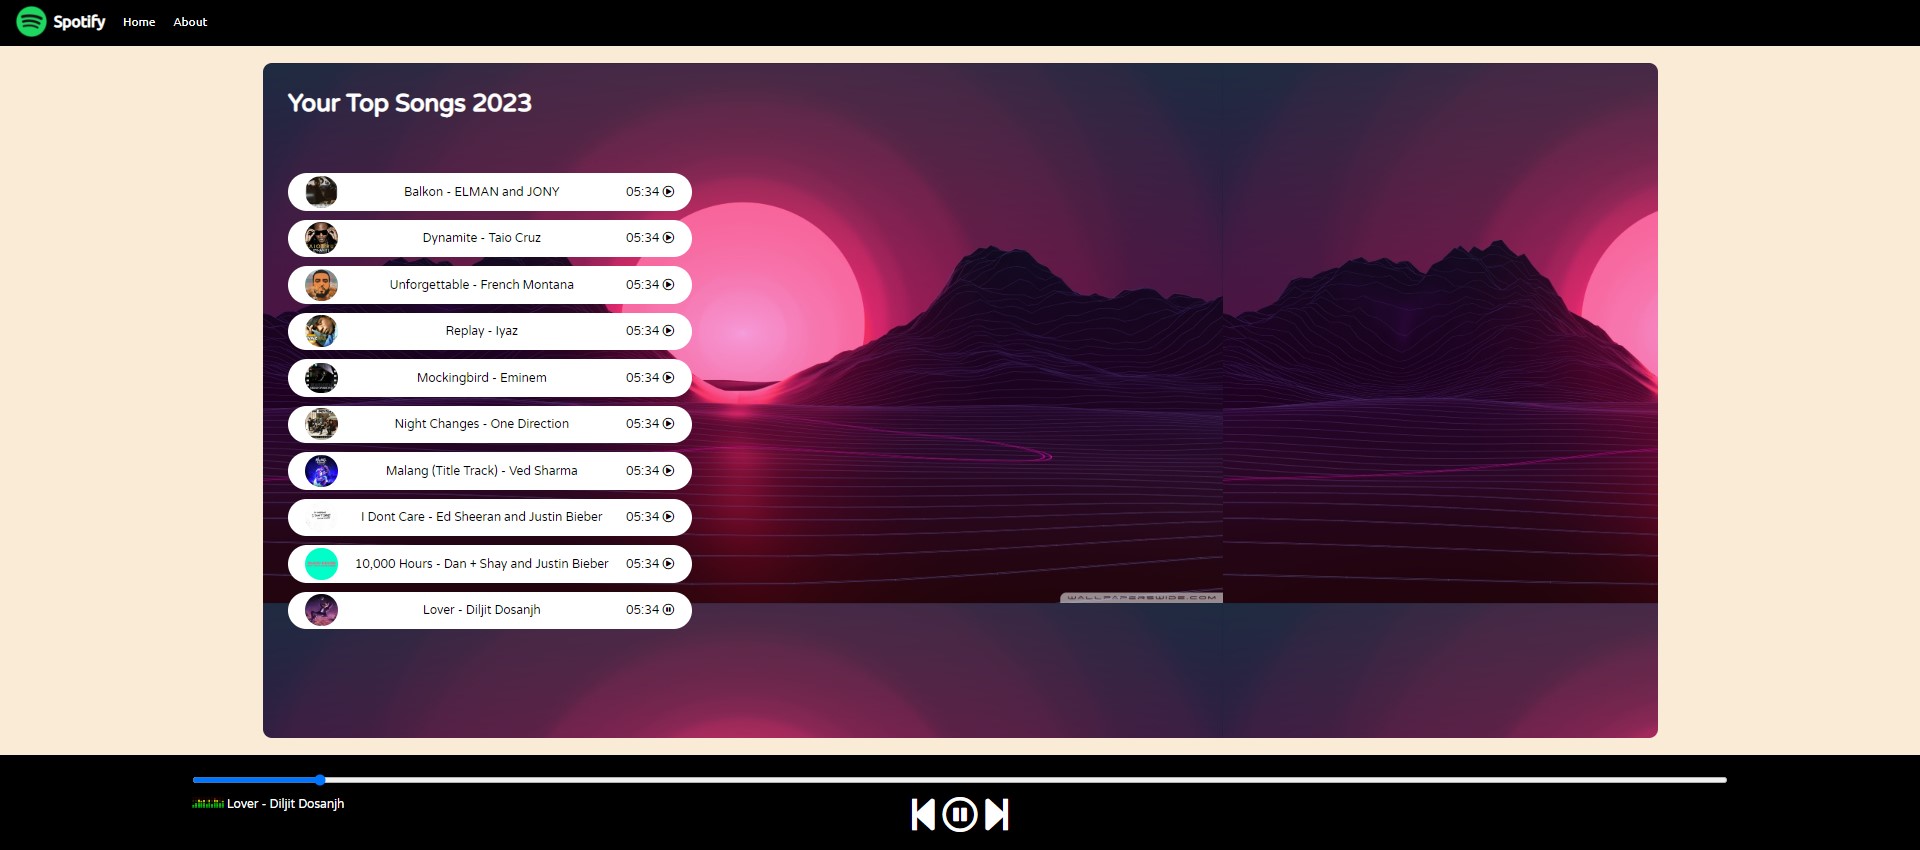 Spotify Home About
Your Top Songs 2023
Balkon - ELMAN and JONY 05:34
Dynamite - Taio Cruz 05:34
Unforgettable - French Montana 05:34
Replay - Iyaz 05:34
Mockingbird - Eminem 05:34
Night Changes - One Direction 05:34
Malang (Title Track) - Ved Sharma 05:34
I Dont Care - Ed Sheeran and Justin Bieber 05:34
10,000 Hours - Dan + Shay and Justin Bieber 05:34
Lover - Diljit Dosanjh 05:34
WALLPAPERSWIDE.COM
Lover - Diljit Dosanjh